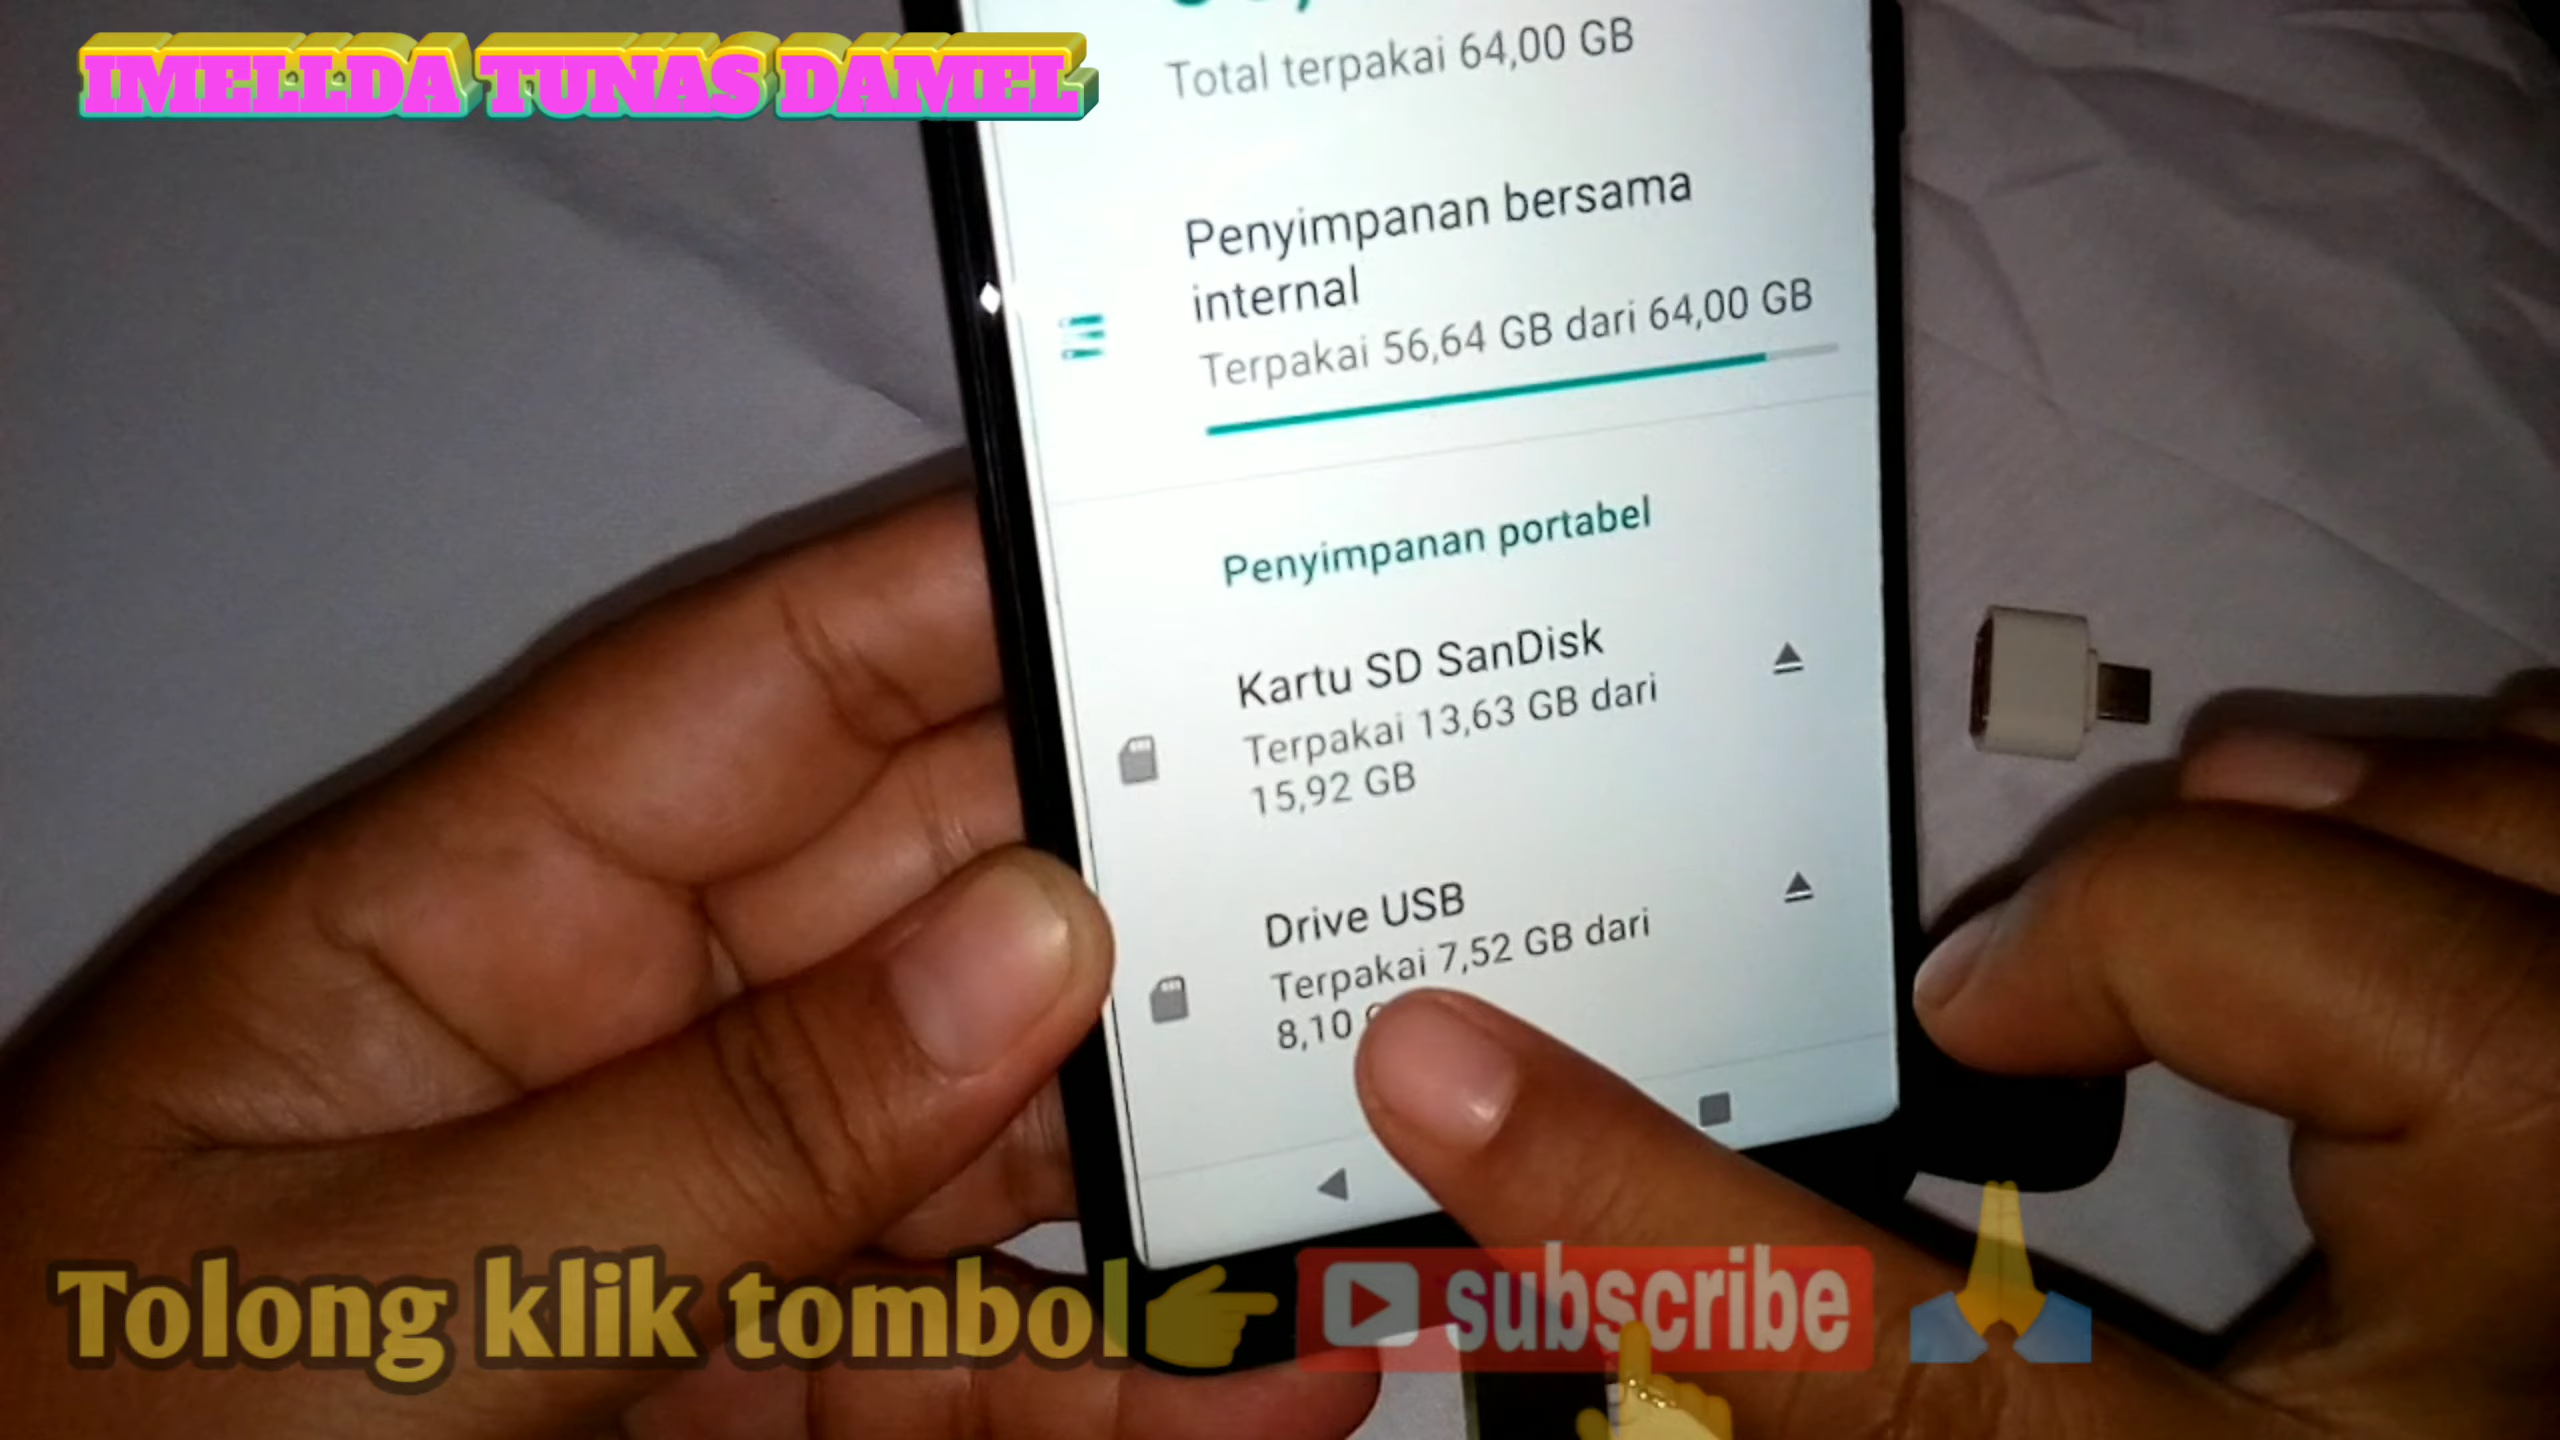 IMELLDA TUNAS DAMEL
Total terpakai 64,00 GB
Penyimpanan bersama
internal
Terpakai 56,64 GB dari 64,00 GB
Penyimpanan portabel
Kartu SD SanDisk
Terpakai 13,63 GB dari
15,92 GB
Drive USB
Terpakai 7,52 GB dari
8,10
Tolong klik tombol subscribe